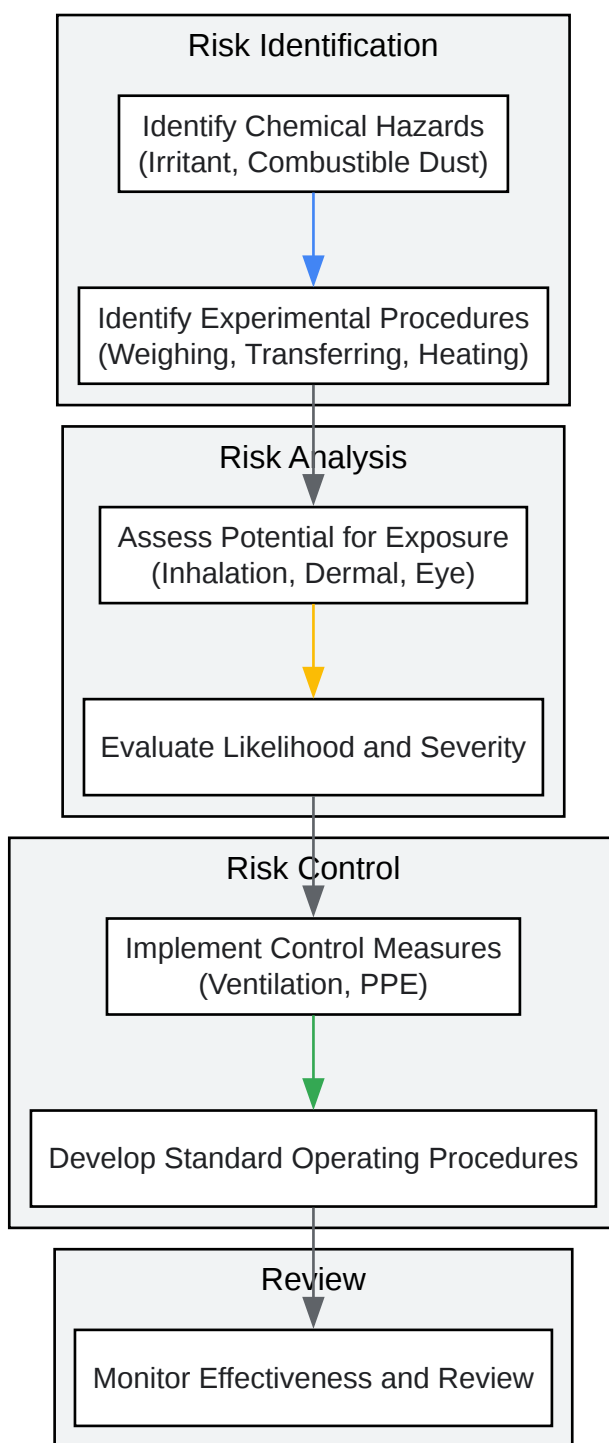 Risk Identification
Identify Chemical Hazards
(Irritant, Combustible Dust)
Identify Experimental Procedures
(Weighing, Transferring, Heating)
Risk Analysis
Assess Potential for Exposure
(Inhalation, Dermal, Eye)
Evaluate Likelihood and Severity
Risk Control
Implement Control Measures
(Ventilation, PPE)
Develop Standard Operating Procedures
Review
Monitor Effectiveness and Review